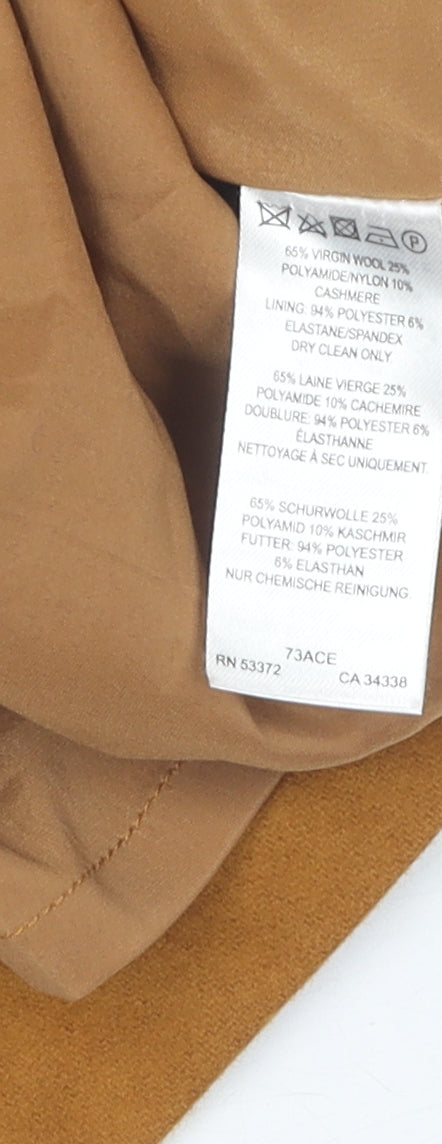 P
65% VIRGIN WOOL 25%
POLYAMIDE/NYLON 10%
CASHMERE
LINING: 94% POLYESTER 6%
ELASTANE/SPANDEX
DRY CLEAN ONLY
65% LAINE VIERGE 25%
POLYAMIDE 10% CACHEMIRE
DOUBLURE: 94% POLYESTER 6%
ÉLASTHANNE
NETTOYAGE À SEC UNIQUEMENT
65% SCHURWOLLE 25%
POLYAMID 10% KASCHMIR
FUTTER: 94% POLYESTER
6% ELASTHAN
NUR CHEMISCHE REINIGUNG.
73ACE
RN 53372 CA 34338